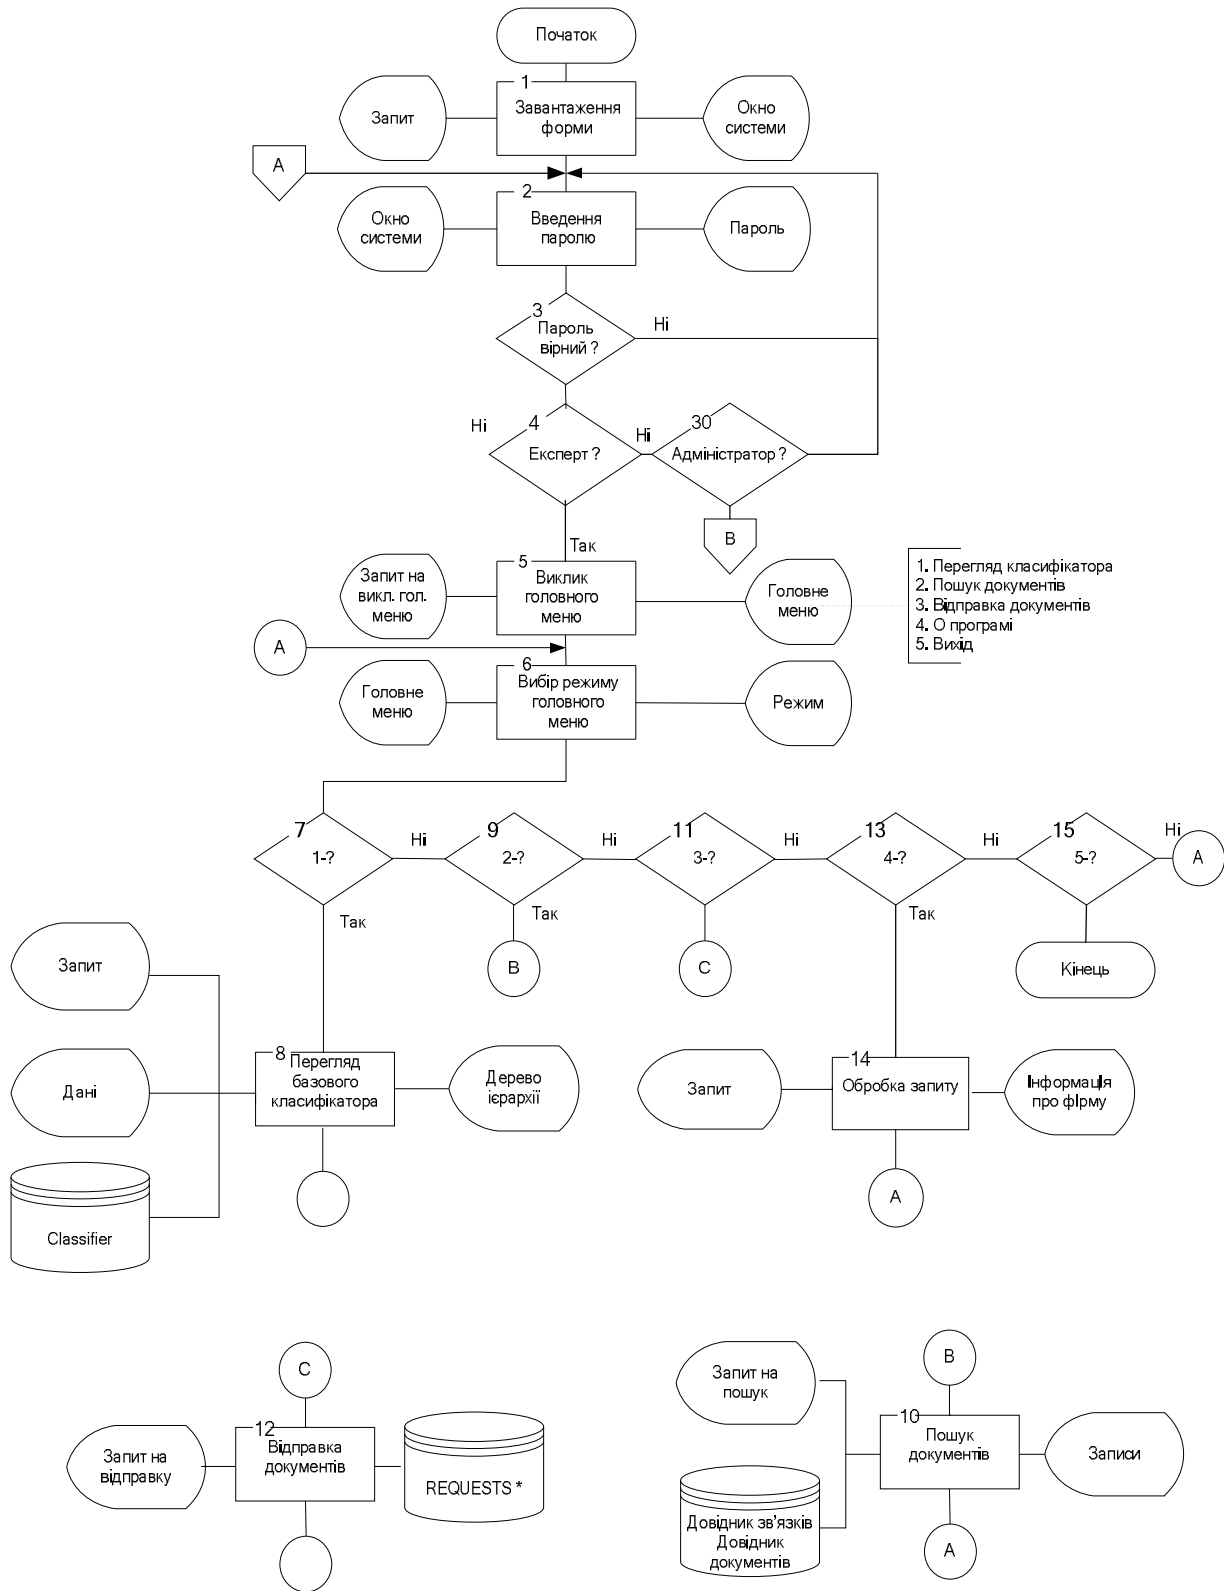 Початок
1
Завантаження
форми
Запит
Окно
системи
А
2
Введення
паролю
Окно
системи
Пароль
3
Пароль
вірний ?
Ні
Ні
4
Експерт ?
Ні
30
Адміністратор ?
В
Так
5
Виклик
головного
меню
Запит на
викл. гол.
меню
Головне
меню
1. Перегляд класифікатора
2. Пошук документів
3. Відправка документів
4. О програмі
5. Вихід
А
6
Вибір режиму
головного
меню
Головне
меню
Режим
7
1-?
Ні
9
2-?
Ні
11
3-?
Ні
13
4-?
Ні
15
5-?
Ні
А
Так
Так
Так
В
С
Кінець
Запит
Дані
Classifier
8
Перегляд
базового
класифікатора
Дерево
ієрархії
Запит
14
Обробка запиту
Інформація
про фірму
А
С
12
Відправка
документів
Запит на
відправку
REQUESTS *
В
Запит на
пошук
10
Пошук
документів
Записи
Довідник зв'язків
Довідник
документів
А